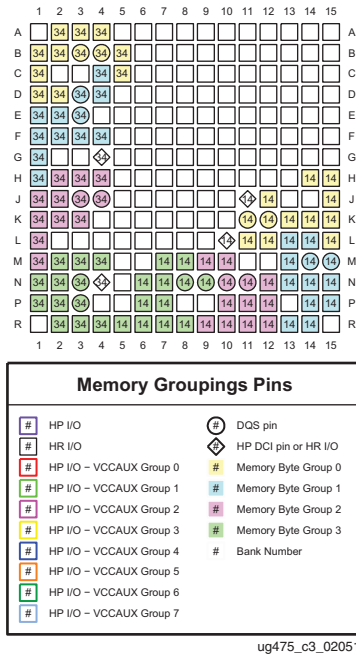 1 2 3 4 5 6 7 8 9 10 11 12 13 14 15
A 34 34 34 A
B 34 34 34 34 34 B
C 34 34 34 C
D 34 34 34 34 D
E 34 34 34 E
F 34 34 34 34 F
G 34 34 G
H 34 34 34 34 14 14 H
J 34 34 34 34 14 14 14 J
K 34 34 34 14 14 14 14 14 K
L 34 14 14 14 14 14 14 L
M 34 34 34 34 14 14 14 14 14 14 14 M
N 34 34 34 34 14 14 14 14 14 14 14 14 14 14 N
P 34 34 34 14 14 14 14 14 14 14 P
R 34 34 34 14 14 14 14 14 14 14 14 14 14 R
1 2 3 4 5 6 7 8 9 10 11 12 13 14 15
Memory Groupings Pins
# HP I/O
# HR I/O
# HP I/O – VCCAUX Group 0
# HP I/O – VCCAUX Group 1
# HP I/O – VCCAUX Group 2
# HP I/O – VCCAUX Group 3
# HP I/O – VCCAUX Group 4
# HP I/O – VCCAUX Group 5
# HP I/O – VCCAUX Group 6
# HP I/O – VCCAUX Group 7
# DQS pin
# HP DCI pin or HR I/O
# Memory Byte Group 0
# Memory Byte Group 1
# Memory Byte Group 2
# Memory Byte Group 3
# Bank Number